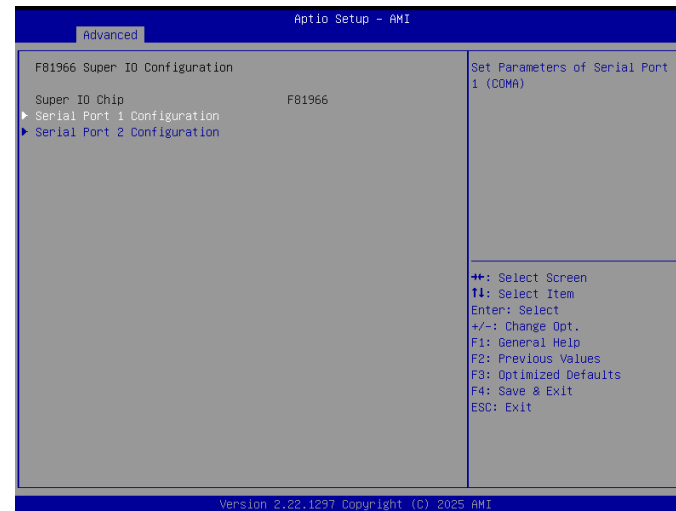 Aptio Setup – AMI
Advanced
F81966 Super IO Configuration
Super IO Chip F81966
Serial Port 1 Configuration
Serial Port 2 Configuration
Set Parameters of Serial Port
1 (COMA)
→←: Select Screen
↑↓: Select Item
Enter: Select
+/-: Change Opt.
F1: General Help
F2: Previous Values
F3: Optimized Defaults
F4: Save & Exit
ESC: Exit
Version 2.22.1297 Copyright (C) 2025 AMI